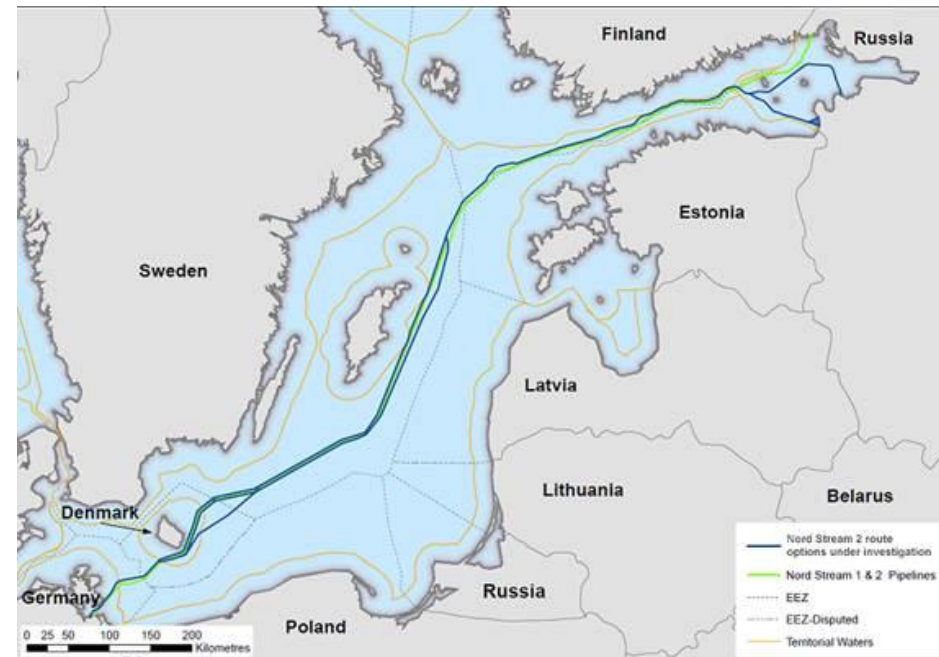 Finland
Russia
Estonia
Sweden
Latvia
Lithuania
Denmark
Belarus
Germany
Russia
Poland
Nord Stream 2 route
options under investigation
Nord Stream 1 & 2 Pipelines
EEZ
EEZ-Disputed
Territorial Waters
0 25 50 100 150 200
Kilometres